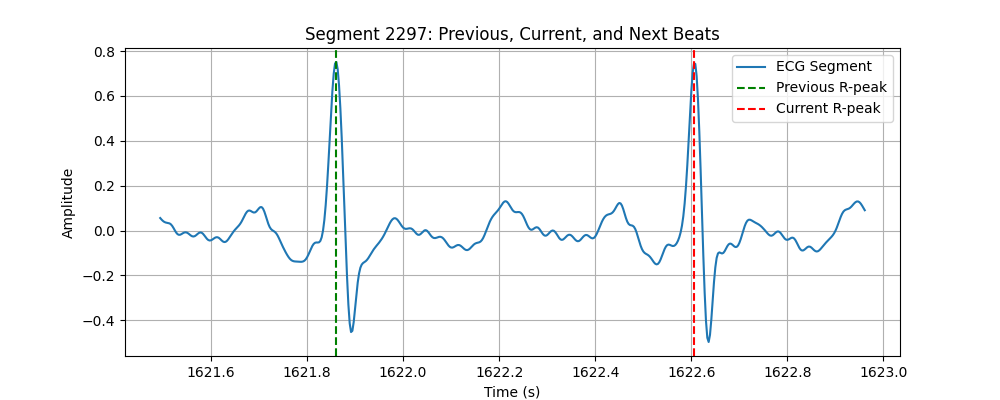 Segment 2297: Previous, Current, and Next Beats
ECG Segment
Previous R-peak
Current R-peak
0.8
0.6
0.4
0.2
0.0
−0.2
−0.4
Amplitude
1621.6 1621.8 1622.0 1622.2 1622.4 1622.6 1622.8 1623.0
Time (s)